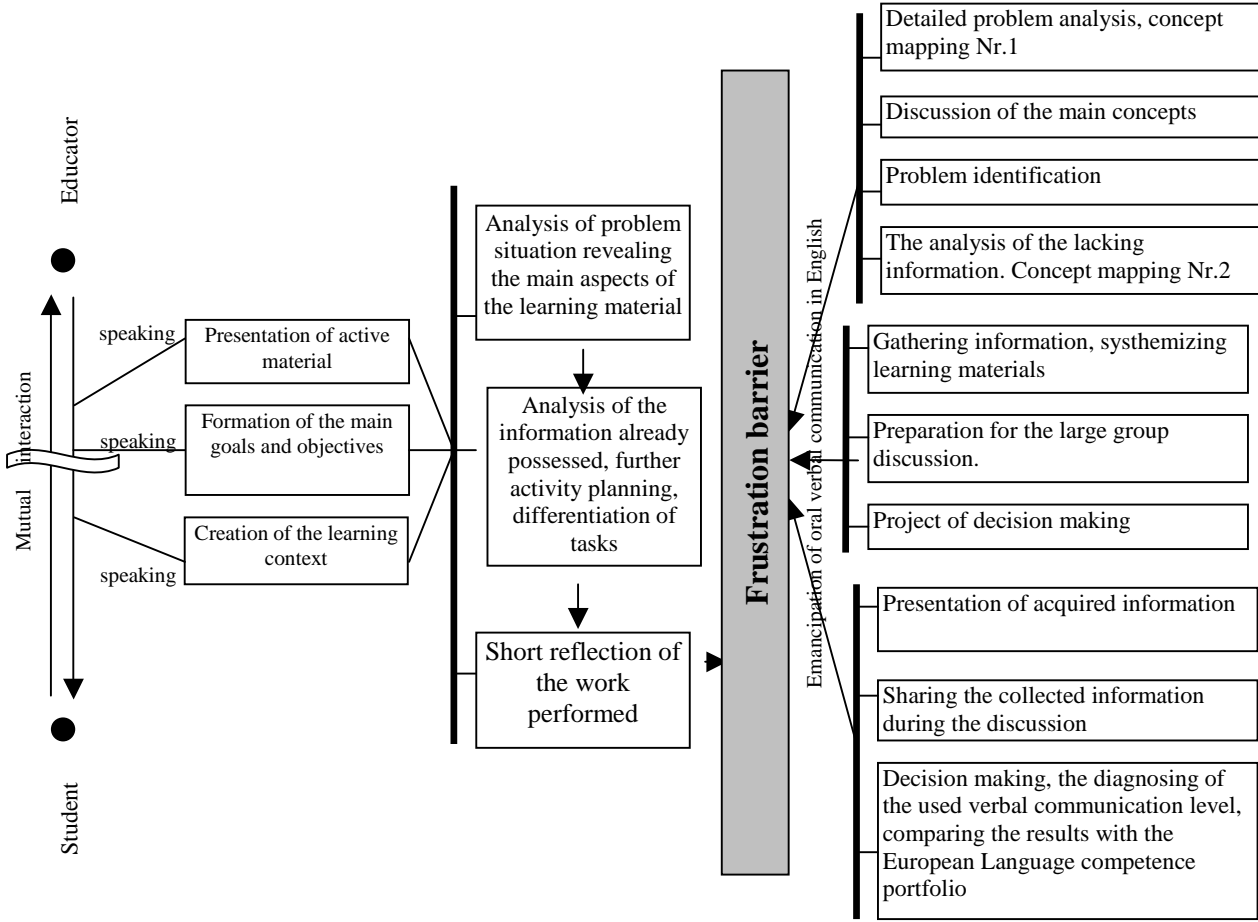 Educator
Mutual interaction
Student
speaking
speaking
speaking
Presentation of active
material
Formation of the main
goals and objectives
Creation of the learning
context
Analysis of problem
situation revealing
the main aspects of
the learning material
Analysis of the
information already
possessed, further
activity planning,
differentiation of
tasks
Short reflection of
the work
performed
Frustration barrier
Emancipation of oral verbal communication in English
Detailed problem analysis, concept
mapping Nr.1
Discussion of the main concepts
Problem identification
The analysis of the lacking
information. Concept mapping Nr.2
Gathering information, systhemizing
learning materials
Preparation for the large group
discussion.
Project of decision making
Presentation of acquired information
Sharing the collected information
during the discussion
Decision making, the diagnosing of
the used verbal communication level,
comparing the results with the
European Language competence
portfolio